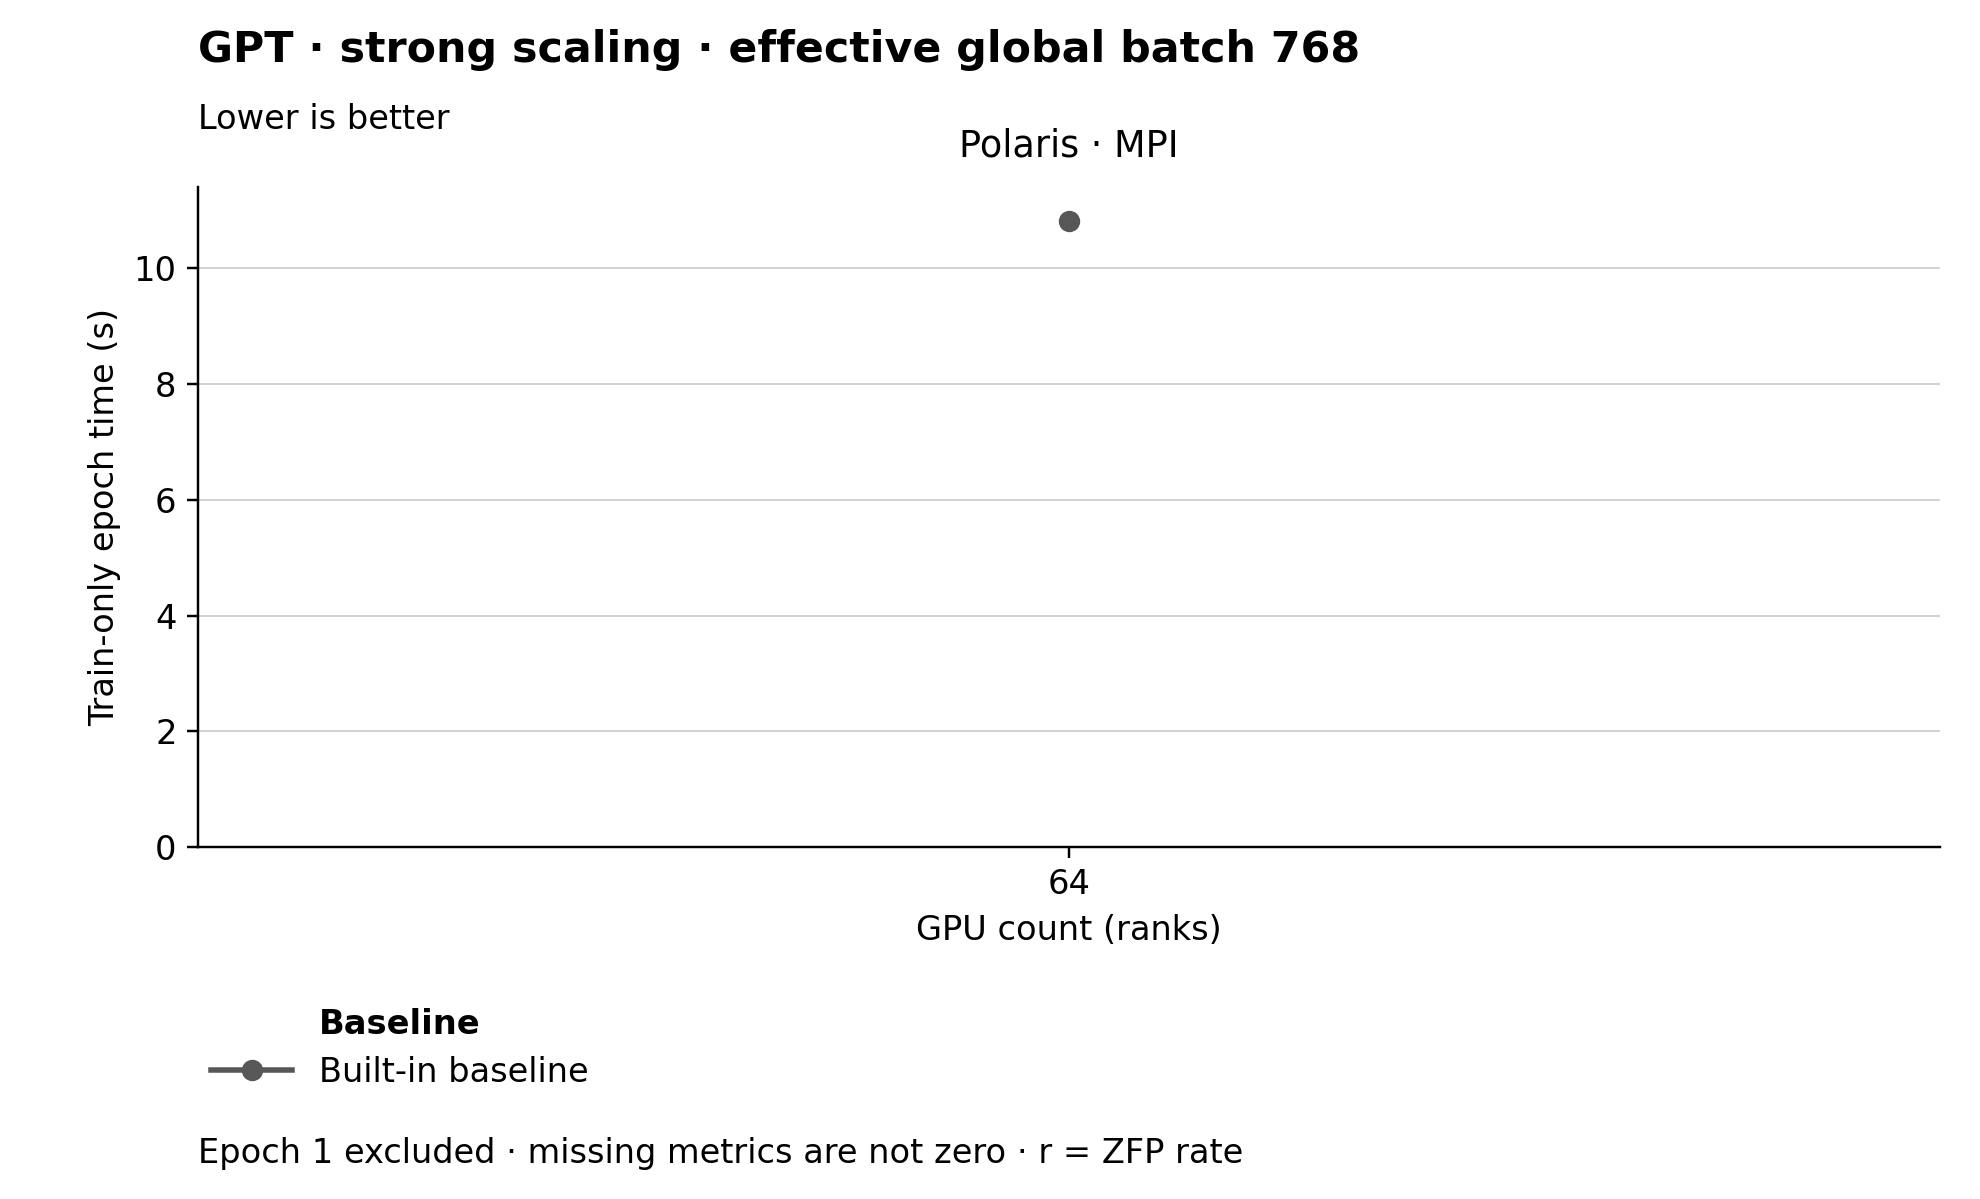 GPT · strong scaling · effective global batch 768
Lower is better
Polaris · MPI
Train-only epoch time (s)
10
8
6
4
2
0
64
GPU count (ranks)
Baseline
Built-in baseline
Epoch 1 excluded · missing metrics are not zero · r = ZFP rate